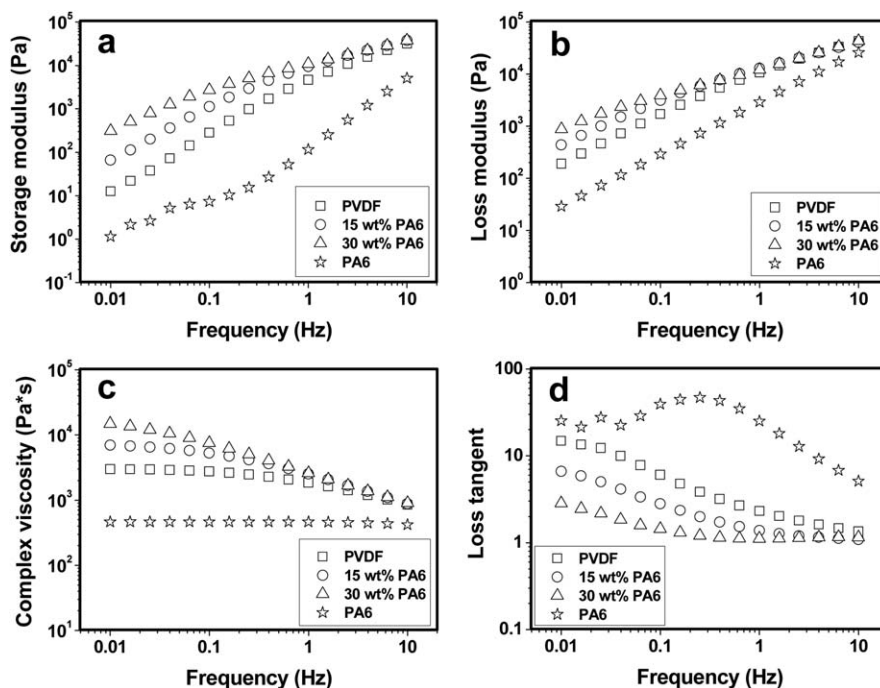 a
Storage modulus (Pa)
10^5
10^4
10^3
10^2
10^1
10^0
10^-1
PVDF
15 wt% PA6
30 wt% PA6
PA6
0.01 0.1 1 10
Frequency (Hz)
b
Loss modulus (Pa)
10^5
10^4
10^3
10^2
10^1
10^0
PVDF
15 wt% PA6
30 wt% PA6
PA6
0.01 0.1 1 10
Frequency (Hz)
c
Complex viscosity (Pa*s)
10^5
10^4
10^3
10^2
10^1
PVDF
15 wt% PA6
30 wt% PA6
PA6
0.01 0.1 1 10
Frequency (Hz)
d
Loss tangent
100
10
1
0.1
PVDF
15 wt% PA6
30 wt% PA6
PA6
0.01 0.1 1 10
Frequency (Hz)